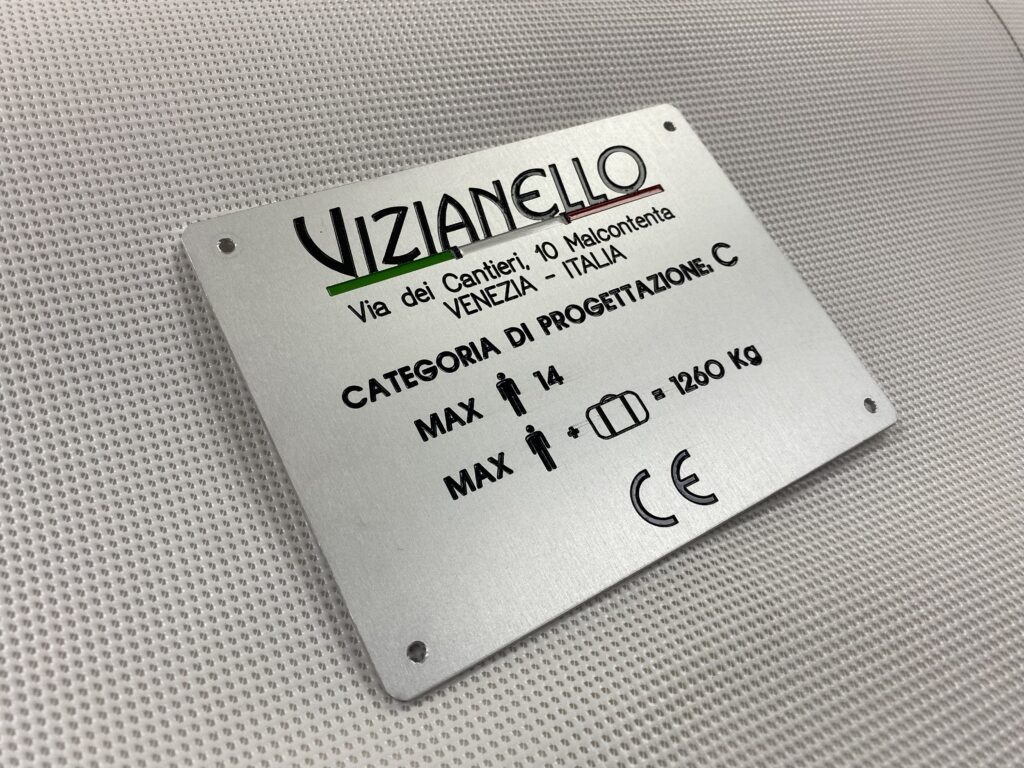 VIZIANELLO
Via dei Cantieri, 10 Malcontenta
VENEZIA - ITALIA
CATEGORIA DI PROGETTAZIONE: C
MAX 14
MAX + = 1260 Kg
CE